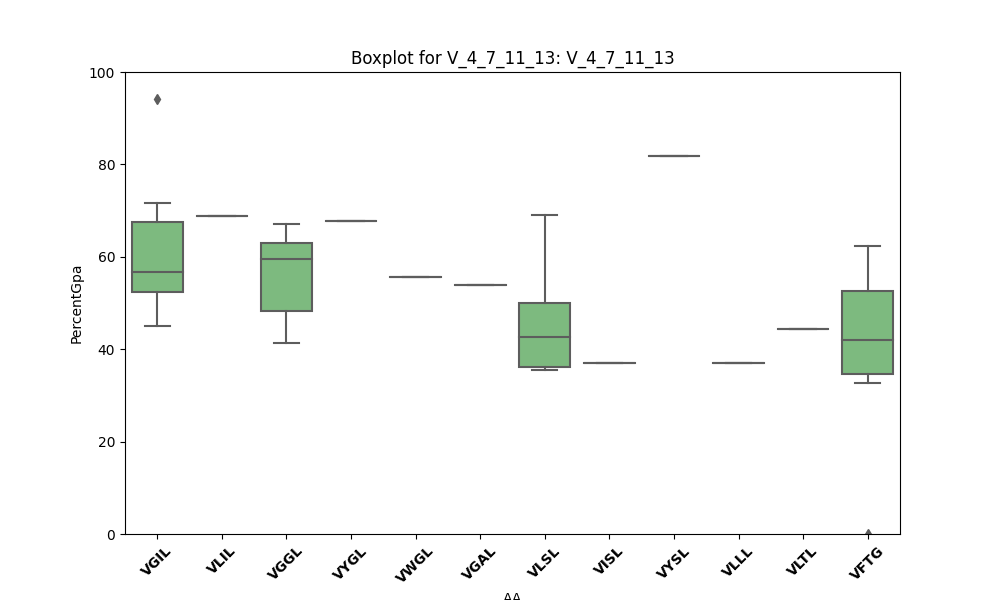 Boxplot for V_4_7_11_13: V_4_7_11_13
100
80
60
40
20
0
PercentGpa
VGIL
VLIL
VGGL
VYGL
VWGL
VGAL
VLSL
VISL
VYSL
VLLL
VLTL
VFTG
AA